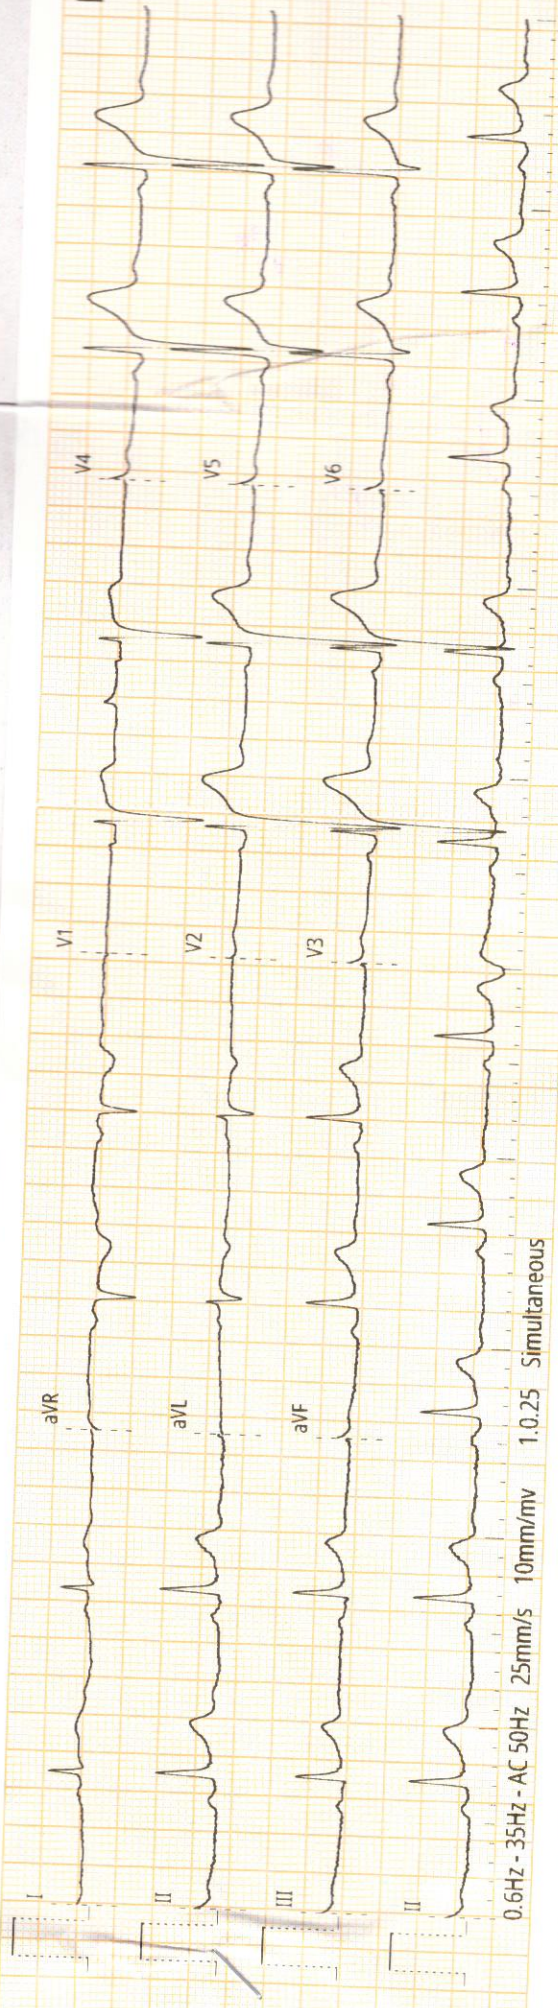 I
II
III
II
aVR
aVL
aVF
V1
V2
V3
V4
V5
V6
0.6Hz - 35Hz - AC 50Hz 25mm/s 10mm/mv 1.0.25 Simultaneous